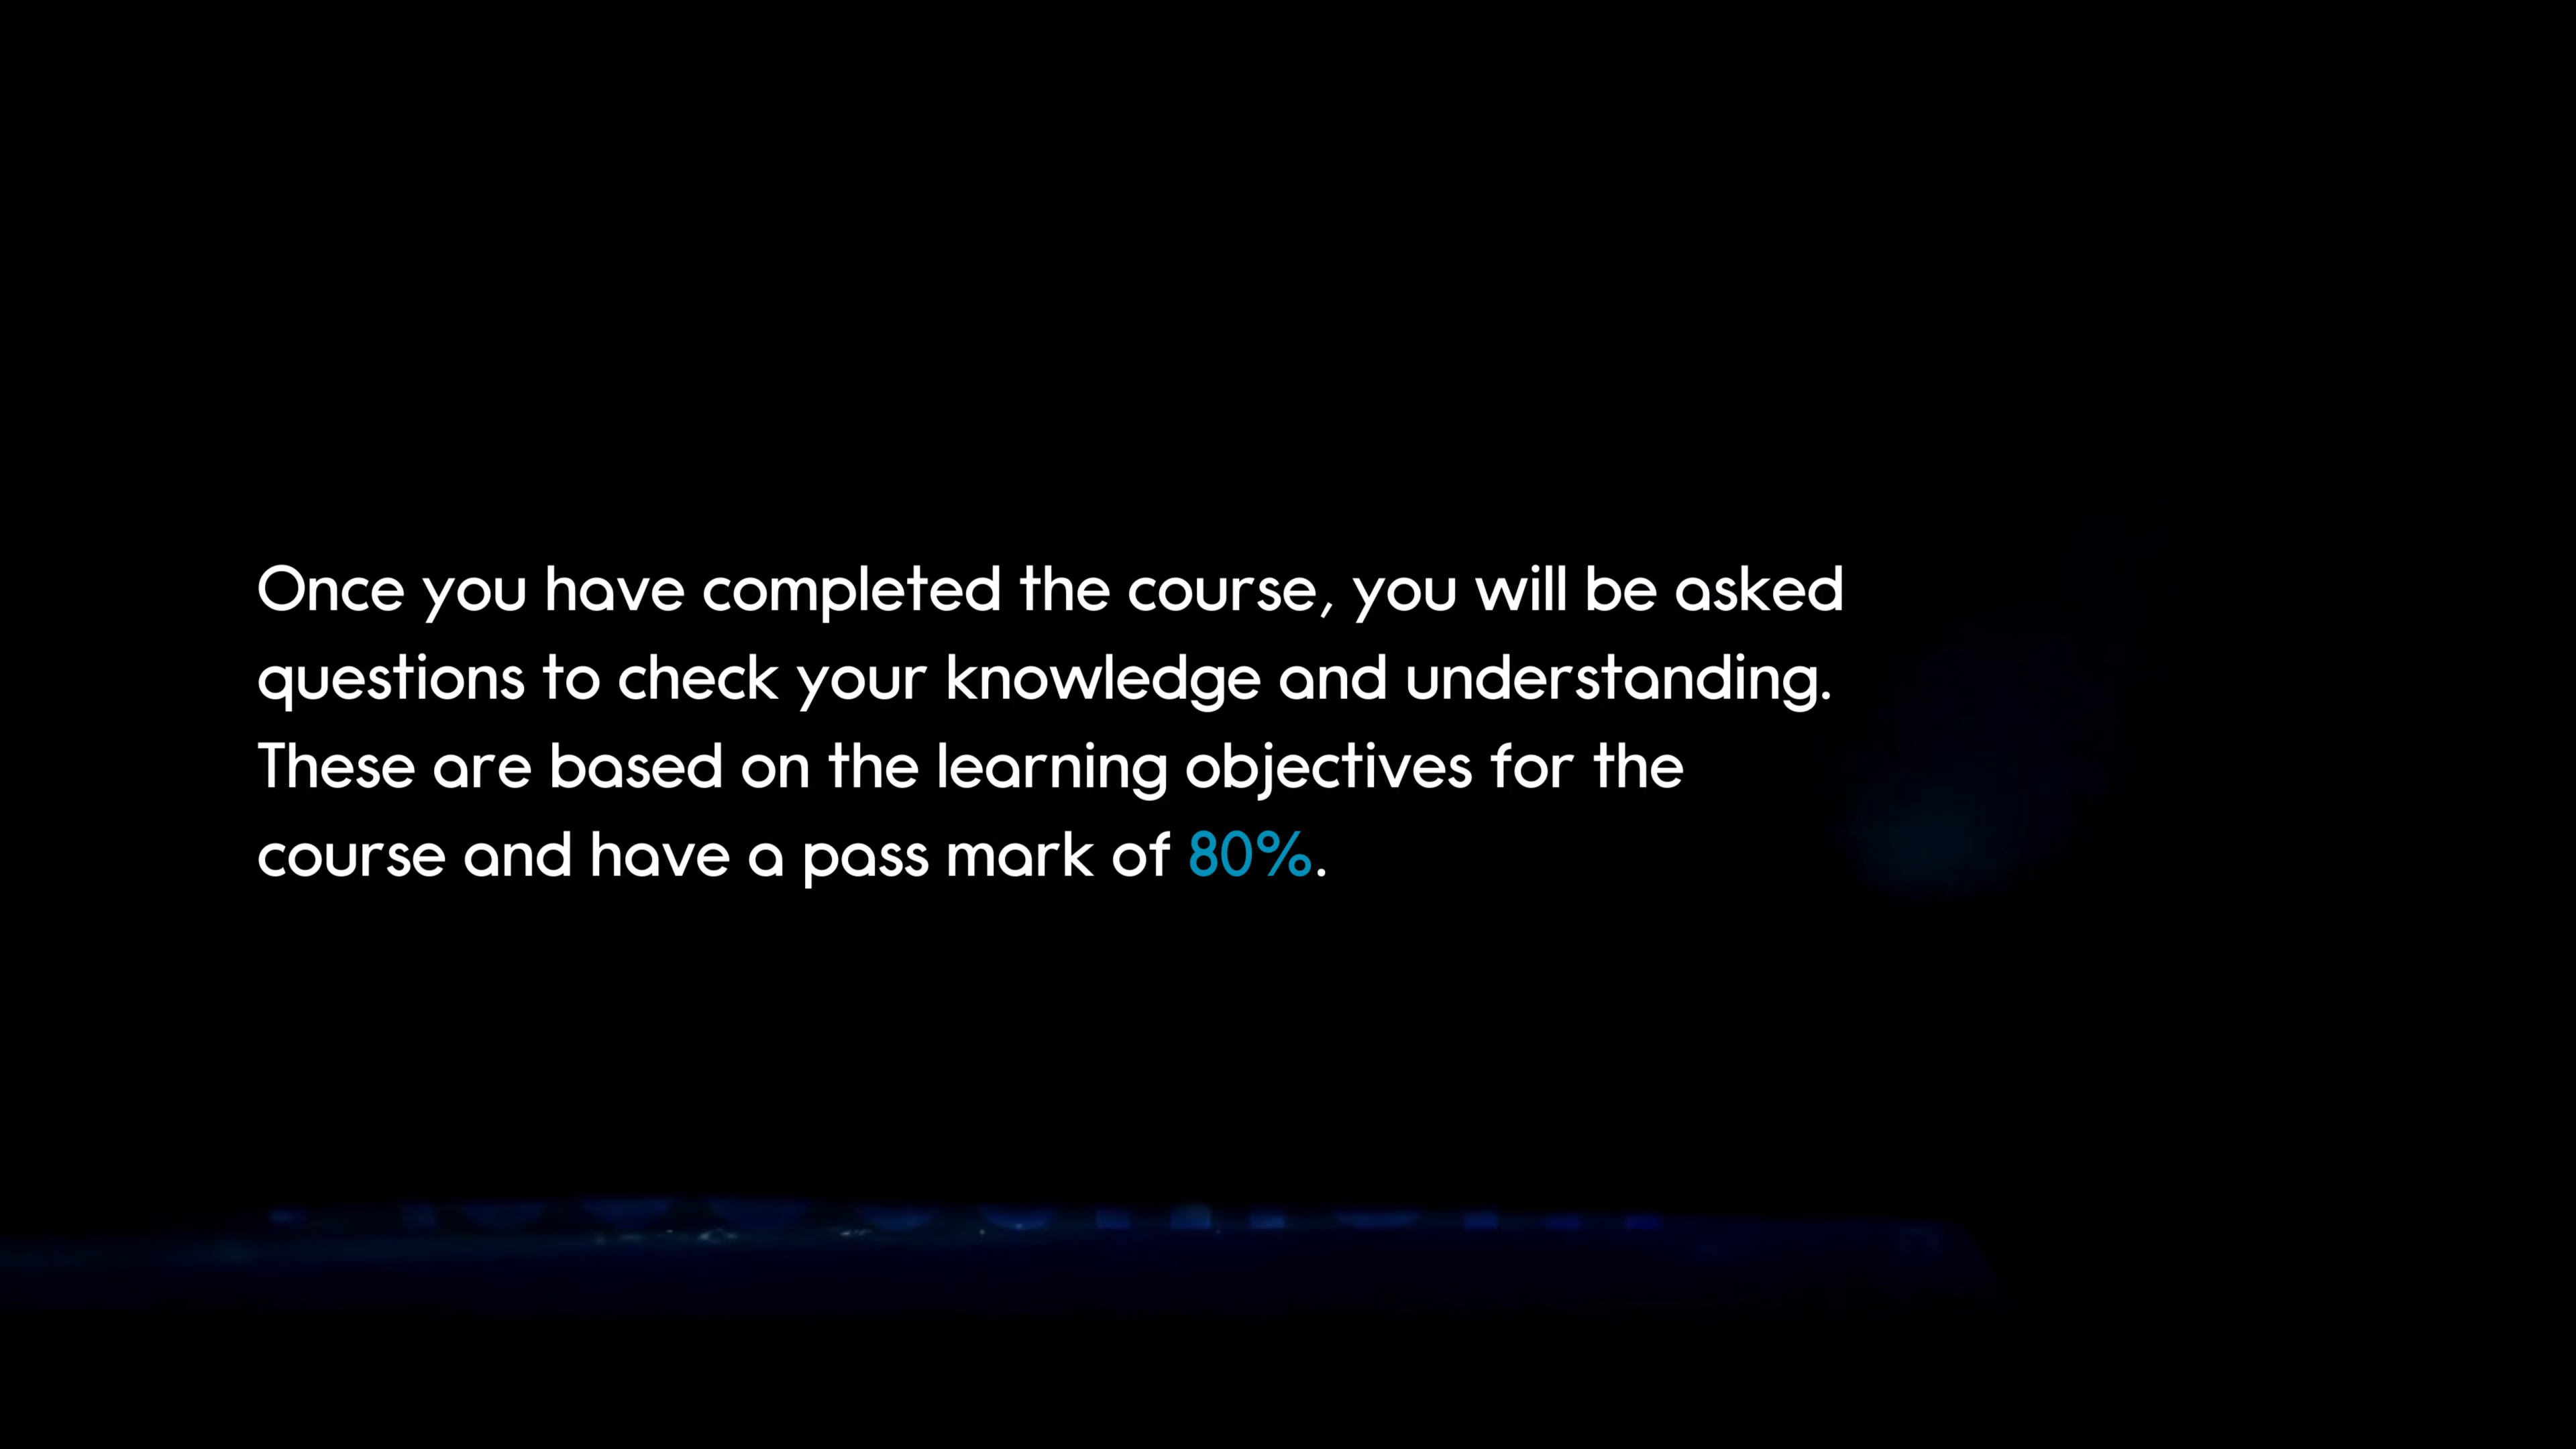 Once you have completed the course, you will be asked
questions to check your knowledge and understanding.
These are based on the learning objectives for the
course and have a pass mark of 80%.